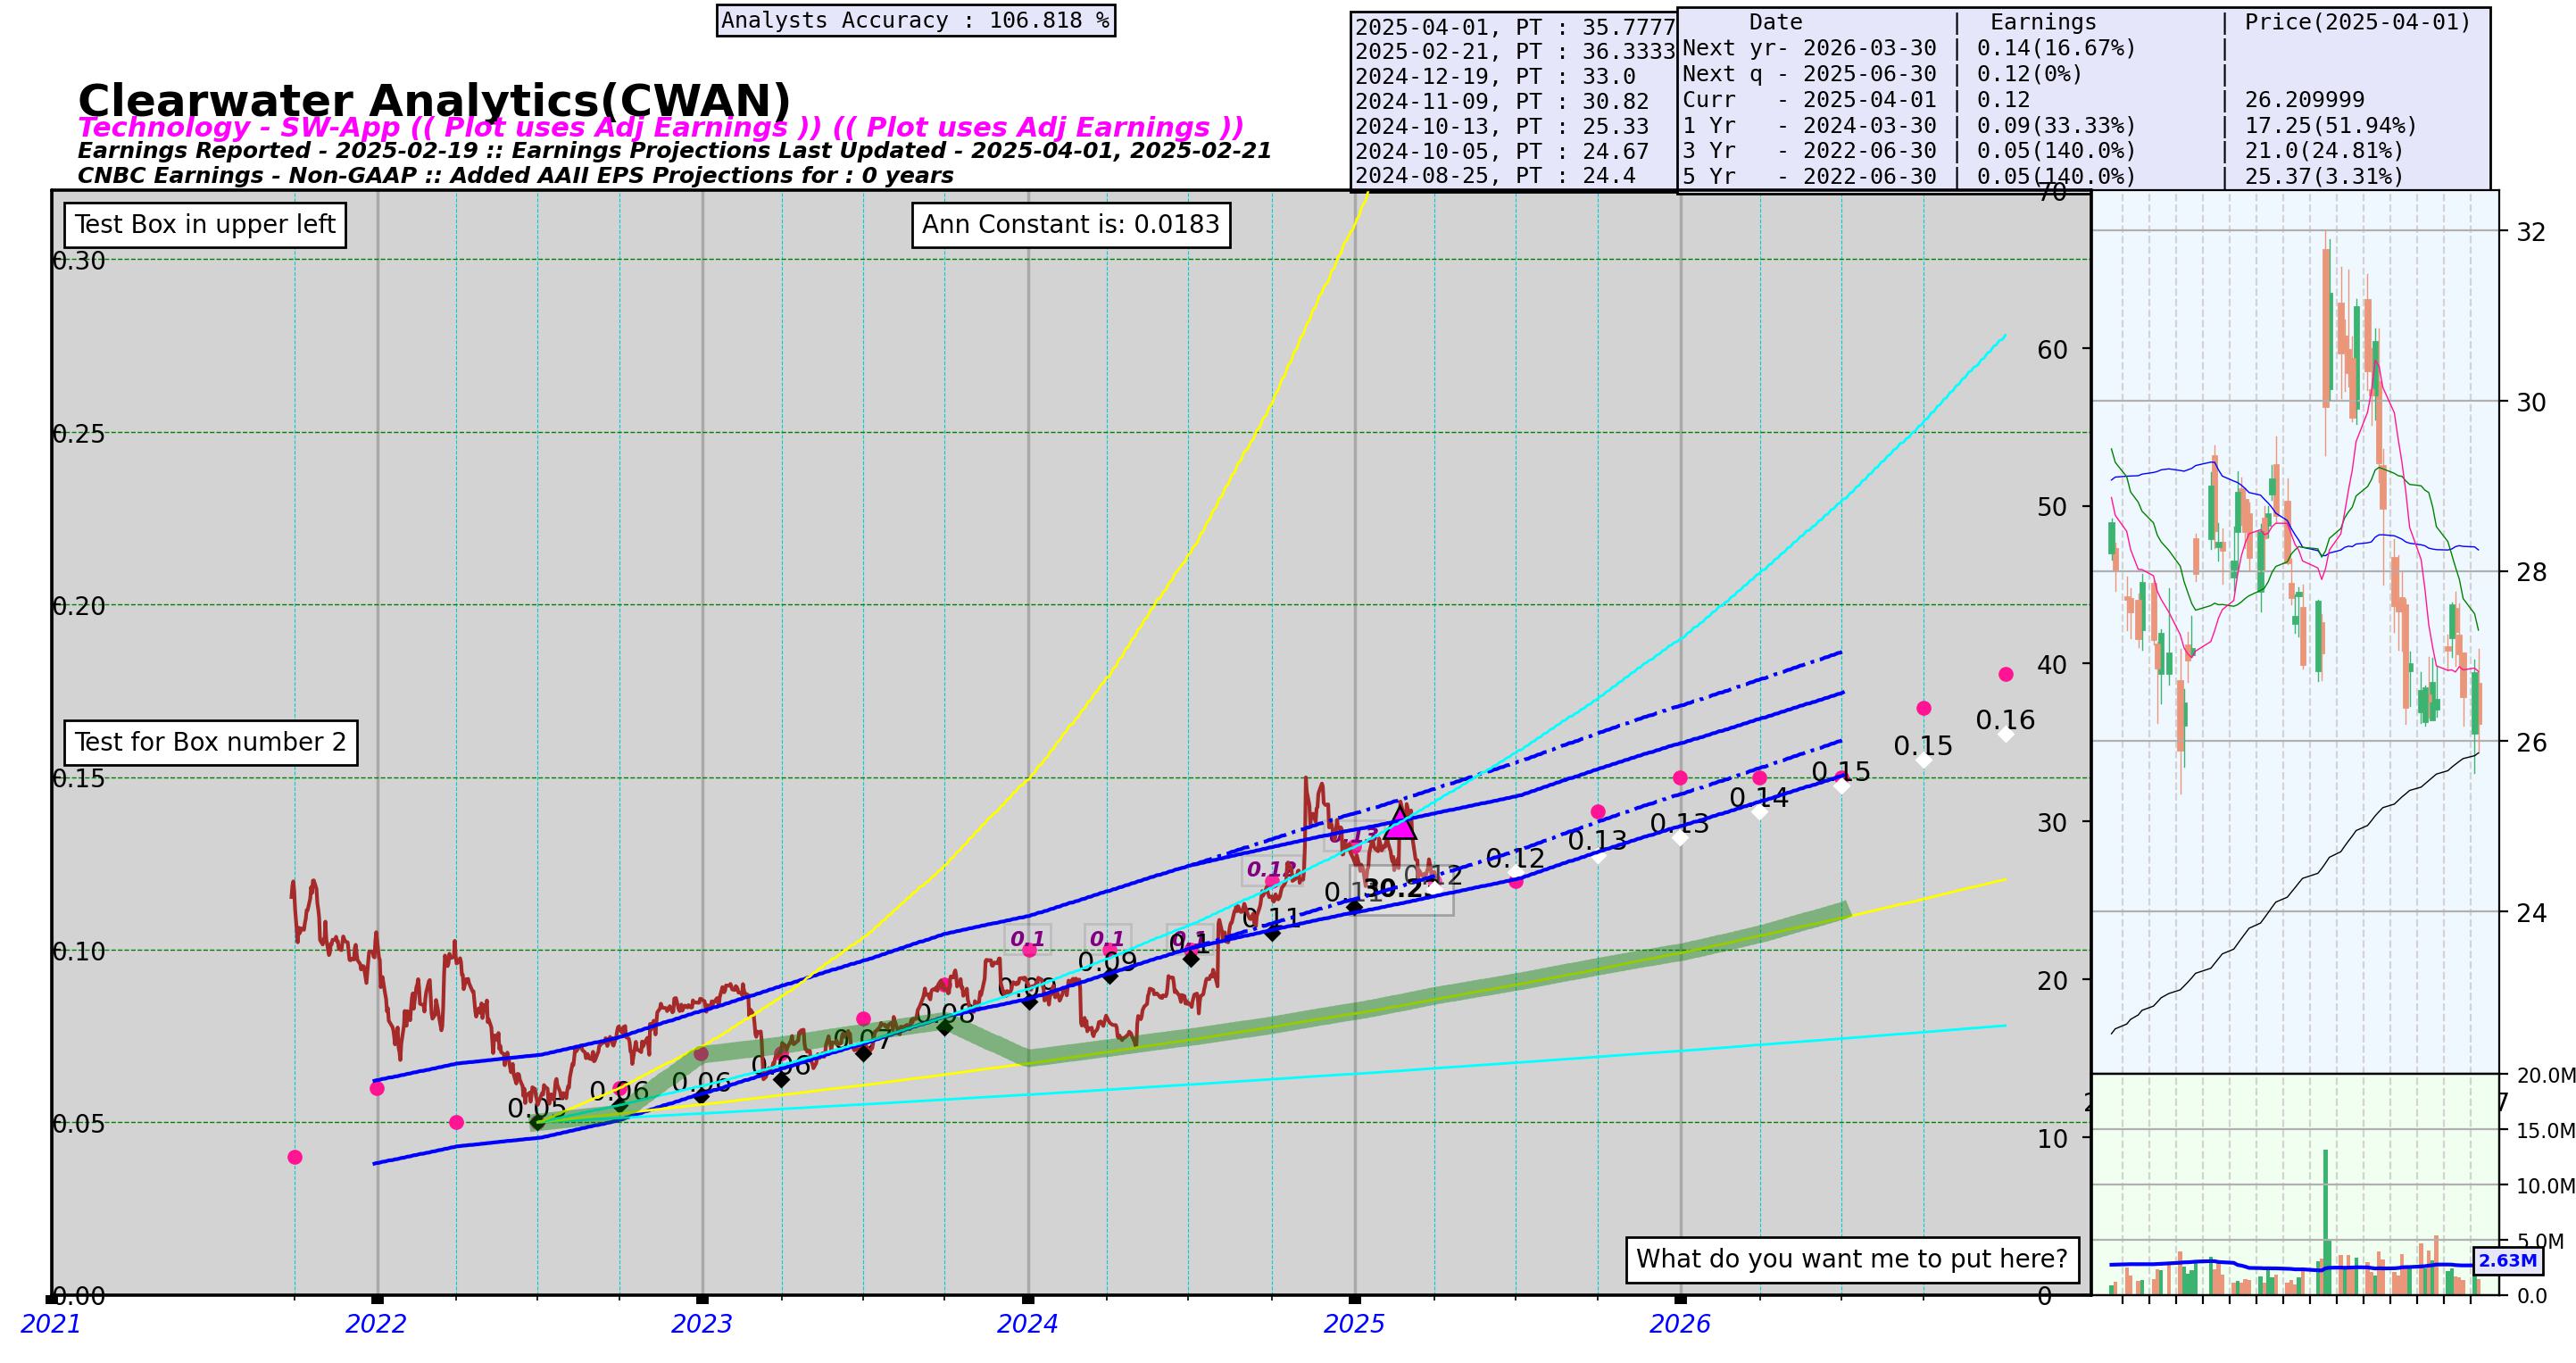 Analysts Accuracy : 106.818 %
2025-04-01, PT : 35.7777
2025-02-21, PT : 36.3333
2024-12-19, PT : 33.0
2024-11-09, PT : 30.82
2024-10-13, PT : 25.33
2024-10-05, PT : 24.67
2024-08-25, PT : 24.4
Date | Earnings | Price(2025-04-01)
Next yr- 2026-03-30 | 0.14(16.67%) |
Next q - 2025-06-30 | 0.12(0%) |
Curr - 2025-04-01 | 0.12 | 26.209999
1 Yr - 2024-03-30 | 0.09(33.33%) | 17.25(51.94%)
3 Yr - 2022-06-30 | 0.05(140.0%) | 21.0(24.81%)
5 Yr - 2022-06-30 | 0.05(140.0%) | 25.37(3.31%)
Clearwater Analytics(CWAN)
Technology - SW-App (( Plot uses Adj Earnings )) (( Plot uses Adj Earnings ))
Earnings Reported - 2025-02-19 :: Earnings Projections Last Updated - 2025-04-01, 2025-02-21
CNBC Earnings - Non-GAAP :: Added AAII EPS Projections for : 0 years
Test Box in upper left
Ann Constant is: 0.0183
Test for Box number 2
What do you want me to put here?
0.30
0.25
0.20
0.15
0.10
0.05
0.00
70
60
50
40
30
20
10
0
0.05
0.06
0.06
0.06
0.07
0.08
0.09
0.09
0.1
0.11
0.12
0.12
0.13
0.13
0.14
0.15
0.15
0.16
0.1
0.1
0.1
2021
2022
2023
2024
2025
2026
32
30
28
26
24
20.0M
15.0M
10.0M
5.0M
0.0
2.63M